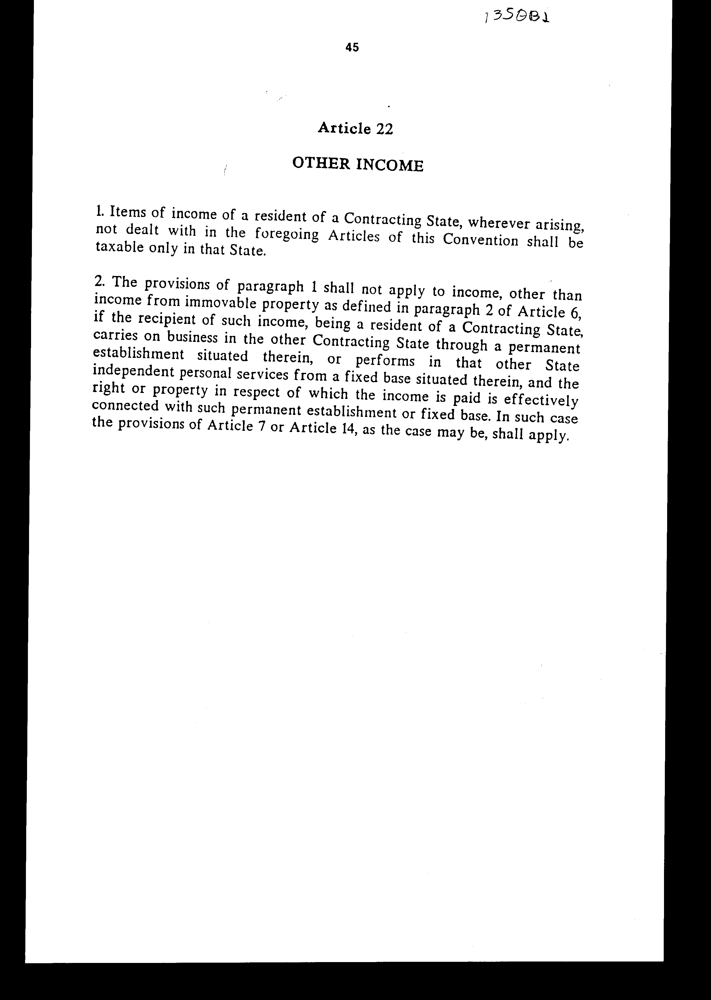 1350B1
45
Article 22
OTHER INCOME
1. Items of income of a resident of a Contracting State, wherever arising,
not dealt with in the foregoing Articles of this Convention shall be
taxable only in that State.
2. The provisions of paragraph 1 shall not apply to income, other than
income from immovable property as defined in paragraph 2 of Article 6,
if the recipient of such income, being a resident of a Contracting State,
carries on business in the other Contracting State through a permanent
establishment situated therein, or performs in that other State
independent personal services from a fixed base situated therein, and the
right or property in respect of which the income is paid is effectively
connected with such permanent establishment or fixed base. In such case
the provisions of Article 7 or Article 14, as the case may be, shall apply.